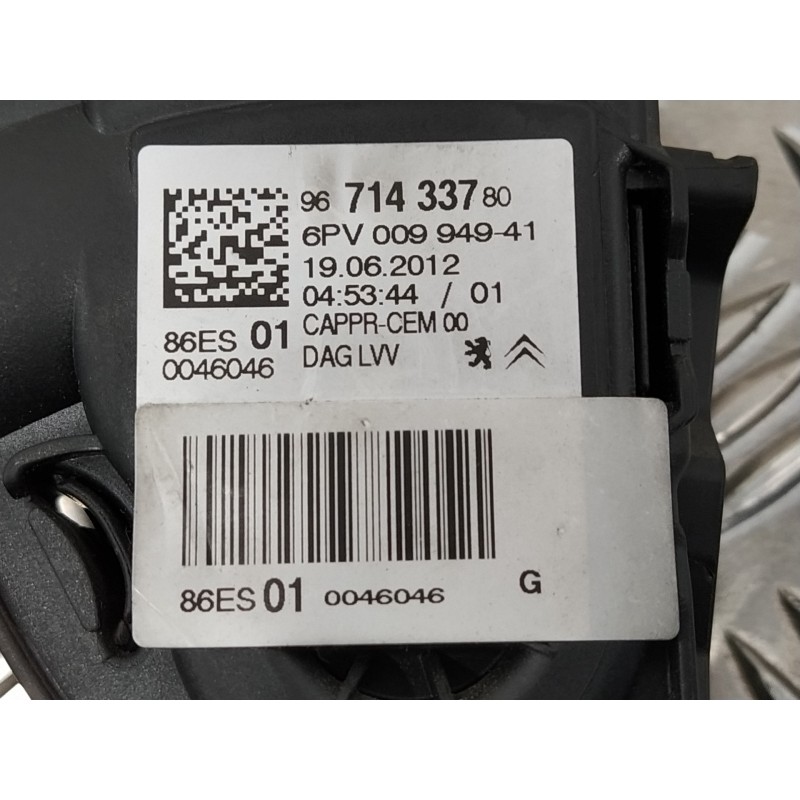 96 714 337 80
6PV 009 949-41
19.06.2012
04:53:44 / 01
86ES 01 CAPPR-CEM 00
0046046 DAG LVV
86ES 01 0046046 G